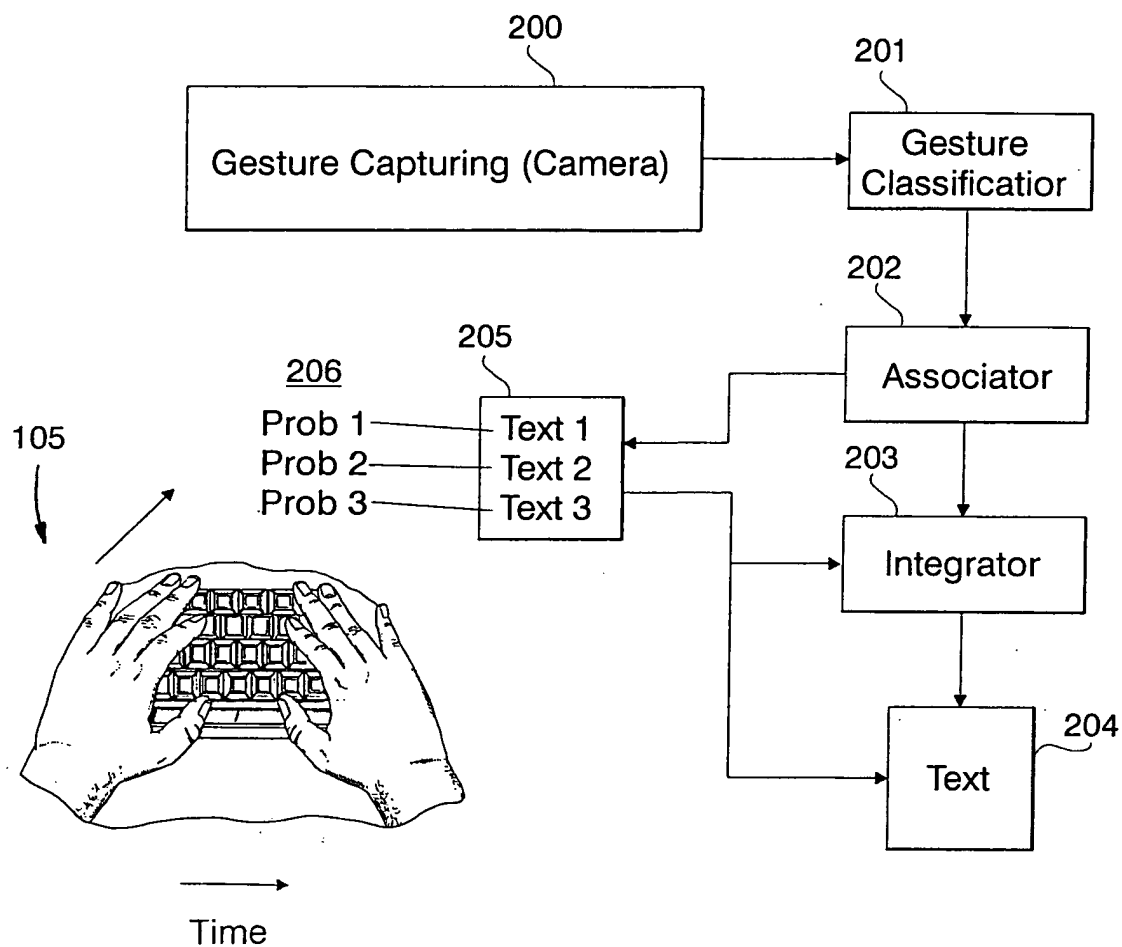 200
201
Gesture Capturing (Camera)
Gesture
Classificatior
202
Associator
205
206
Prob 1
Text 1
Prob 2
Text 2
Prob 3
Text 3
105
203
Integrator
204
Text
Time